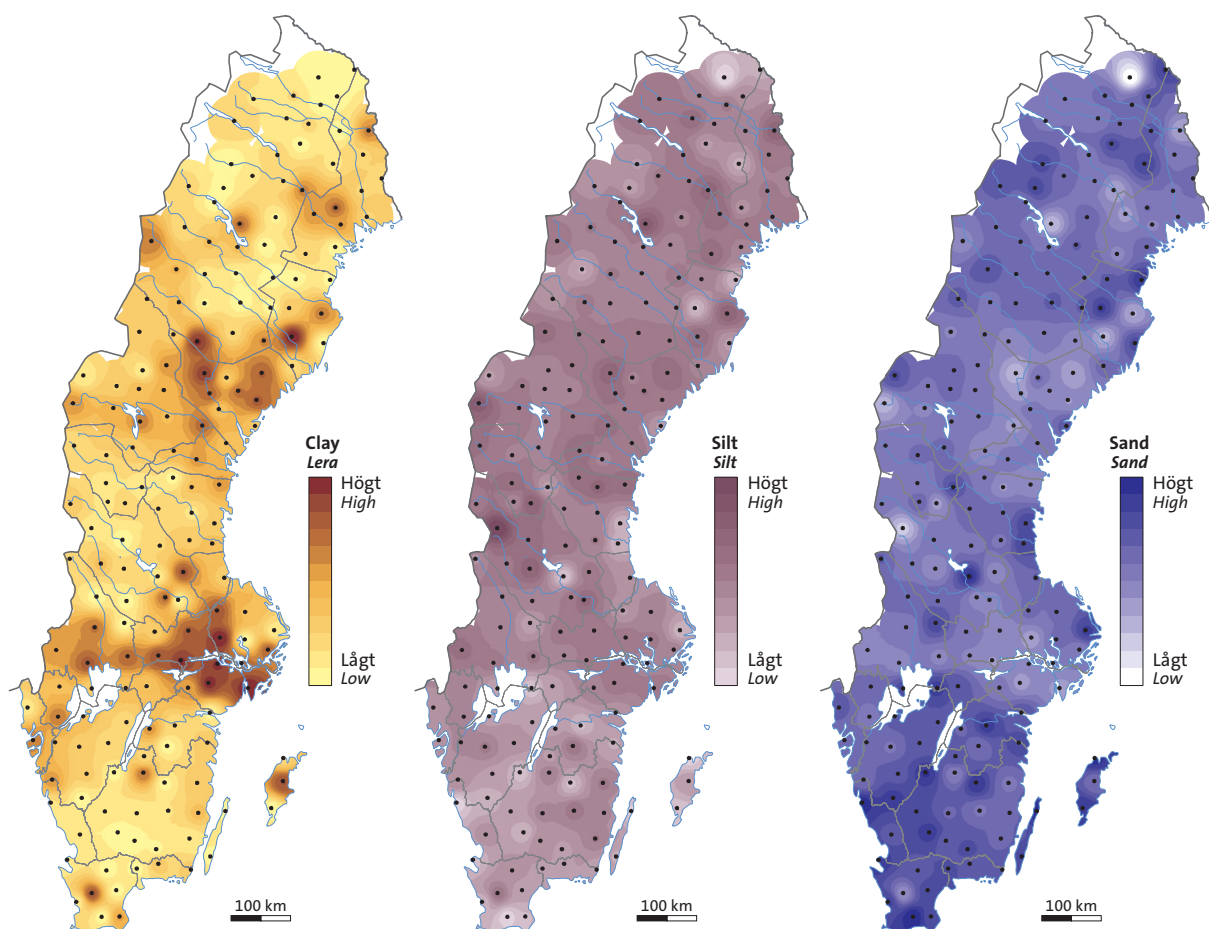 Clay
Lera
Högt
High
Lågt
Low
100 km
Silt
Silt
Högt
High
Lågt
Low
100 km
Sand
Sand
Högt
High
Lågt
Low
100 km